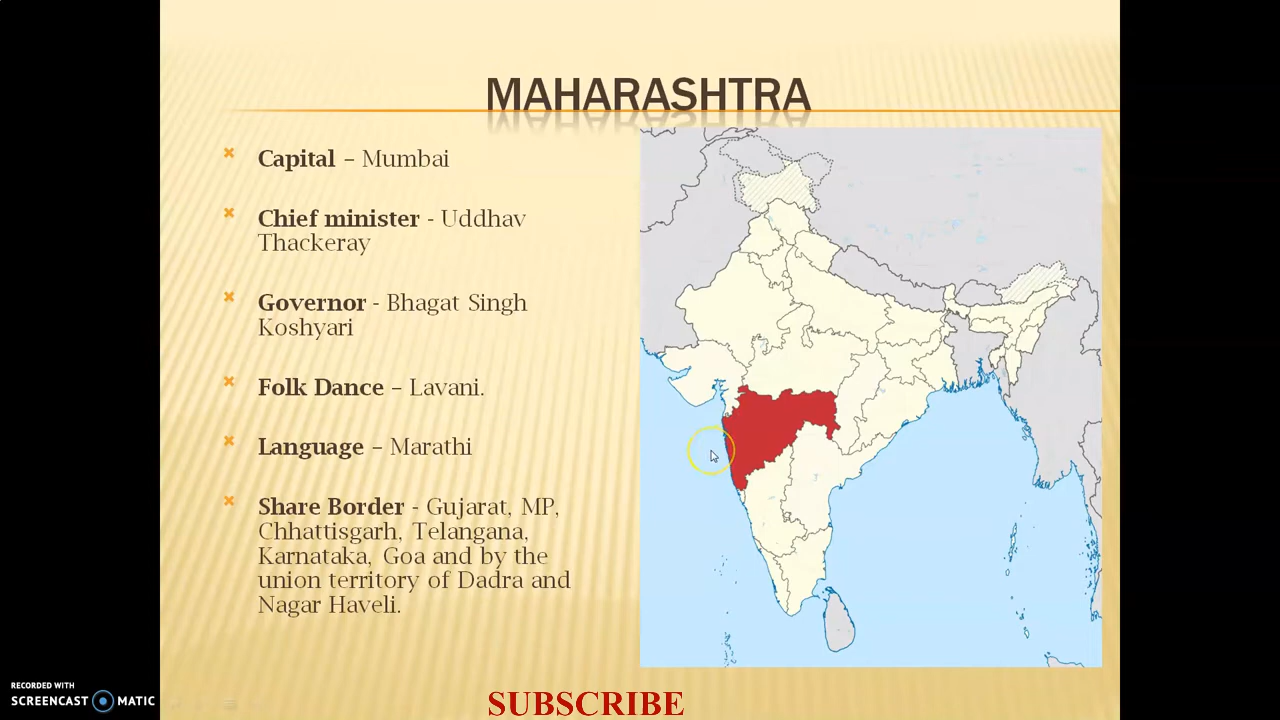 MAHARASHTRA
Capital – Mumbai
Chief minister - Uddhav
Thackeray
Governor - Bhagat Singh
Koshyari
Folk Dance – Lavani.
Language – Marathi
Share Border - Gujarat, MP,
Chhattisgarh, Telangana,
Karnataka, Goa and by the
union territory of Dadra and
Nagar Haveli.
RECORDED WITH
SCREENCAST MATIC
SUBSCRIBE